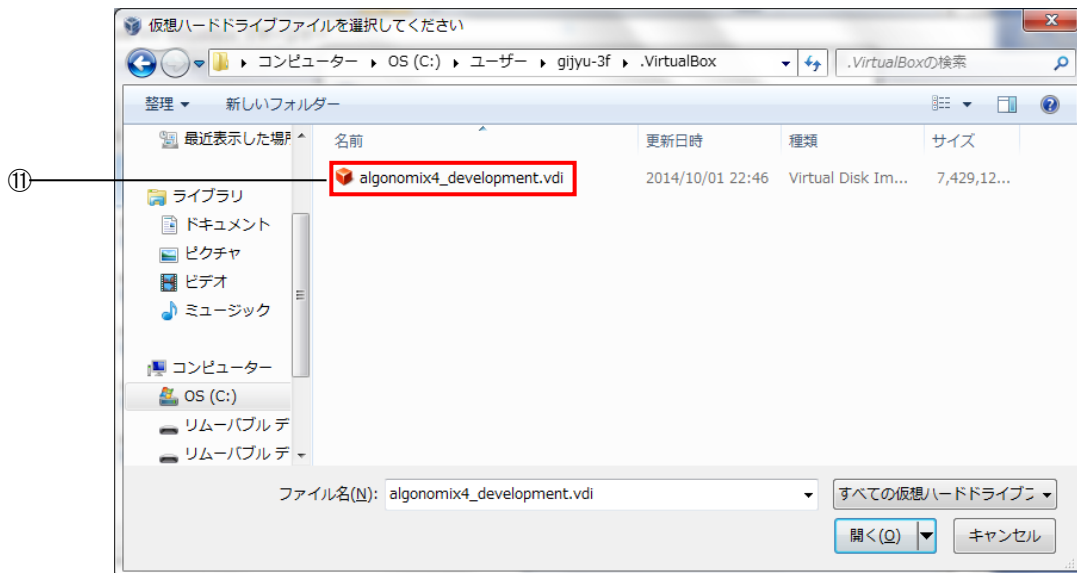 仮想ハードドライブファイルを選択してください
コンピューター ▸ OS (C:) ▸ ユーザー ▸ gijyu-3f ▸ .VirtualBox
.VirtualBoxの検索
整理 ▼ 新しいフォルダー
最近表示した場所
名前 更新日時 種類 サイズ
⑪
algonomix4_development.vdi 2014/10/01 22:46 Virtual Disk Im... 7,429,12...
ライブラリ
ドキュメント
ピクチャ
ビデオ
ミュージック
コンピューター
OS (C:)
リムーバブル デ
リムーバブル デ
ファイル名(N): algonomix4_development.vdi
すべての仮想ハードドライブ
開く(O) キャンセル